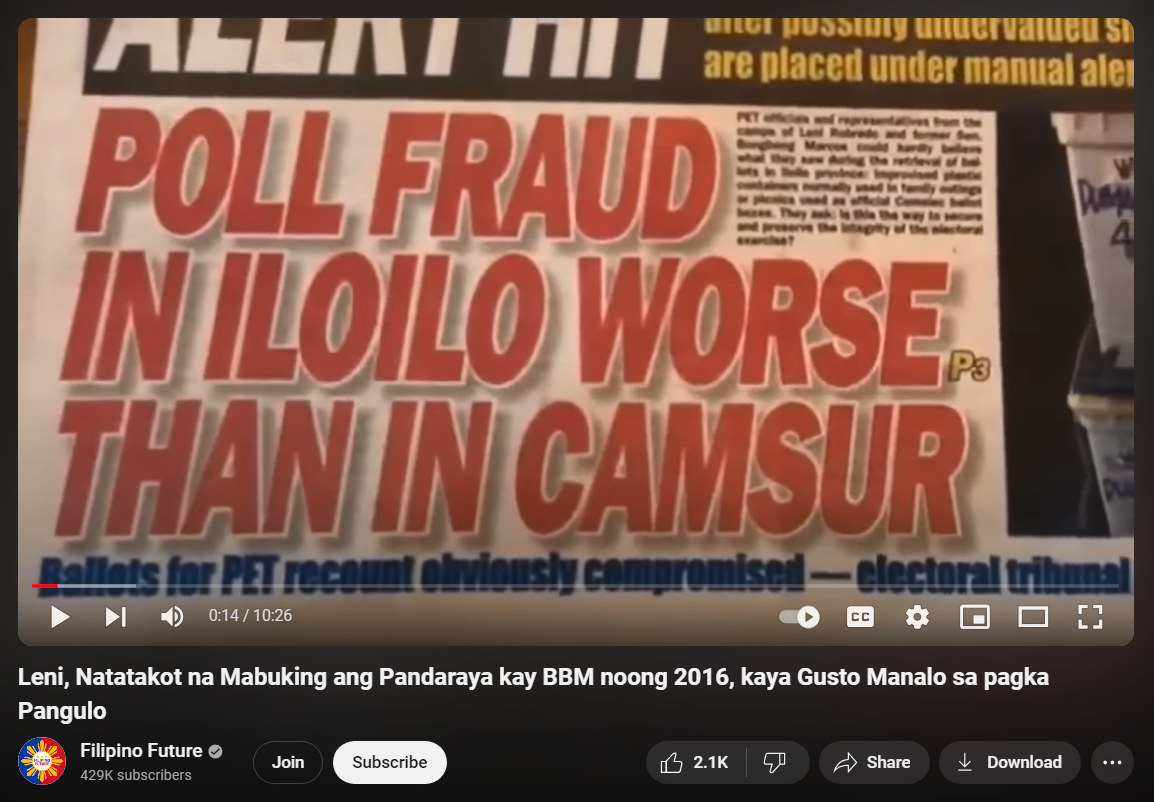 ALERT HIT
after possibly undervalued
are placed under manual
POLL FRAUD
IN ILOILO WORSE
THAN IN CAMSUR
P3
PET officials and representatives from the
camps of Leni Robredo and former Sen.
Bongbong Marcos could hardly believe
what they saw during the retrieval of bal-
lots in Iloilo province: Improvised plastic
containers normally used in family outings
or picnics used as official Comelec ballot
boxes. They ask: Is this the way to secure
and preserve the integrity of the electoral
exercise?
Ballots for PET recount obviously compromised — electoral tribunal
0:14 / 10:26
CC
Leni, Natatakot na Mabuking ang Pandaraya kay BBM noong 2016, kaya Gusto Manalo sa pagka
Pangulo
Filipino Future
429K subscribers
Join
Subscribe
2.1K
Share
Download